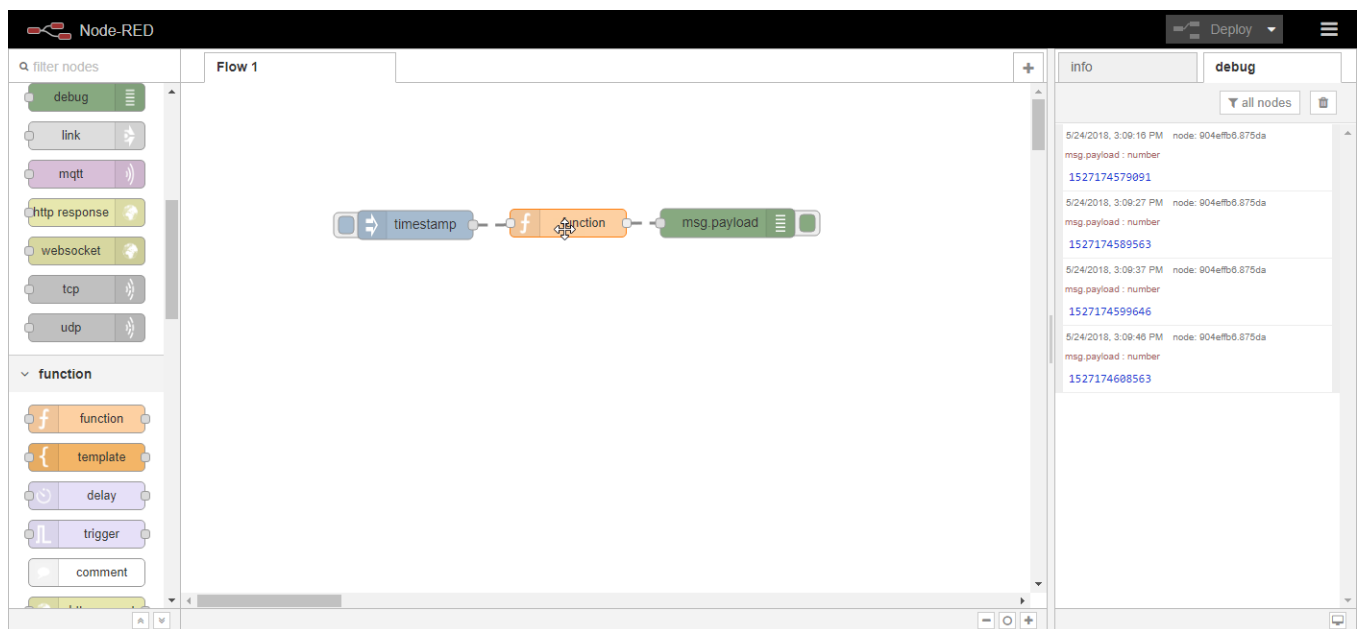 Node-RED
Deploy
filter nodes
debug
link
mqtt
http response
websocket
tcp
udp
function
function
template
delay
trigger
comment
Flow 1
timestamp
function
msg.payload
info
debug
all nodes
5/24/2018, 3:09:16 PM node: 904effb6.875da
msg.payload : number
1527174579091
5/24/2018, 3:09:27 PM node: 904effb6.875da
msg.payload : number
1527174589563
5/24/2018, 3:09:37 PM node: 904effb6.875da
msg.payload : number
1527174599646
5/24/2018, 3:09:46 PM node: 904effb6.875da
msg.payload : number
1527174608563